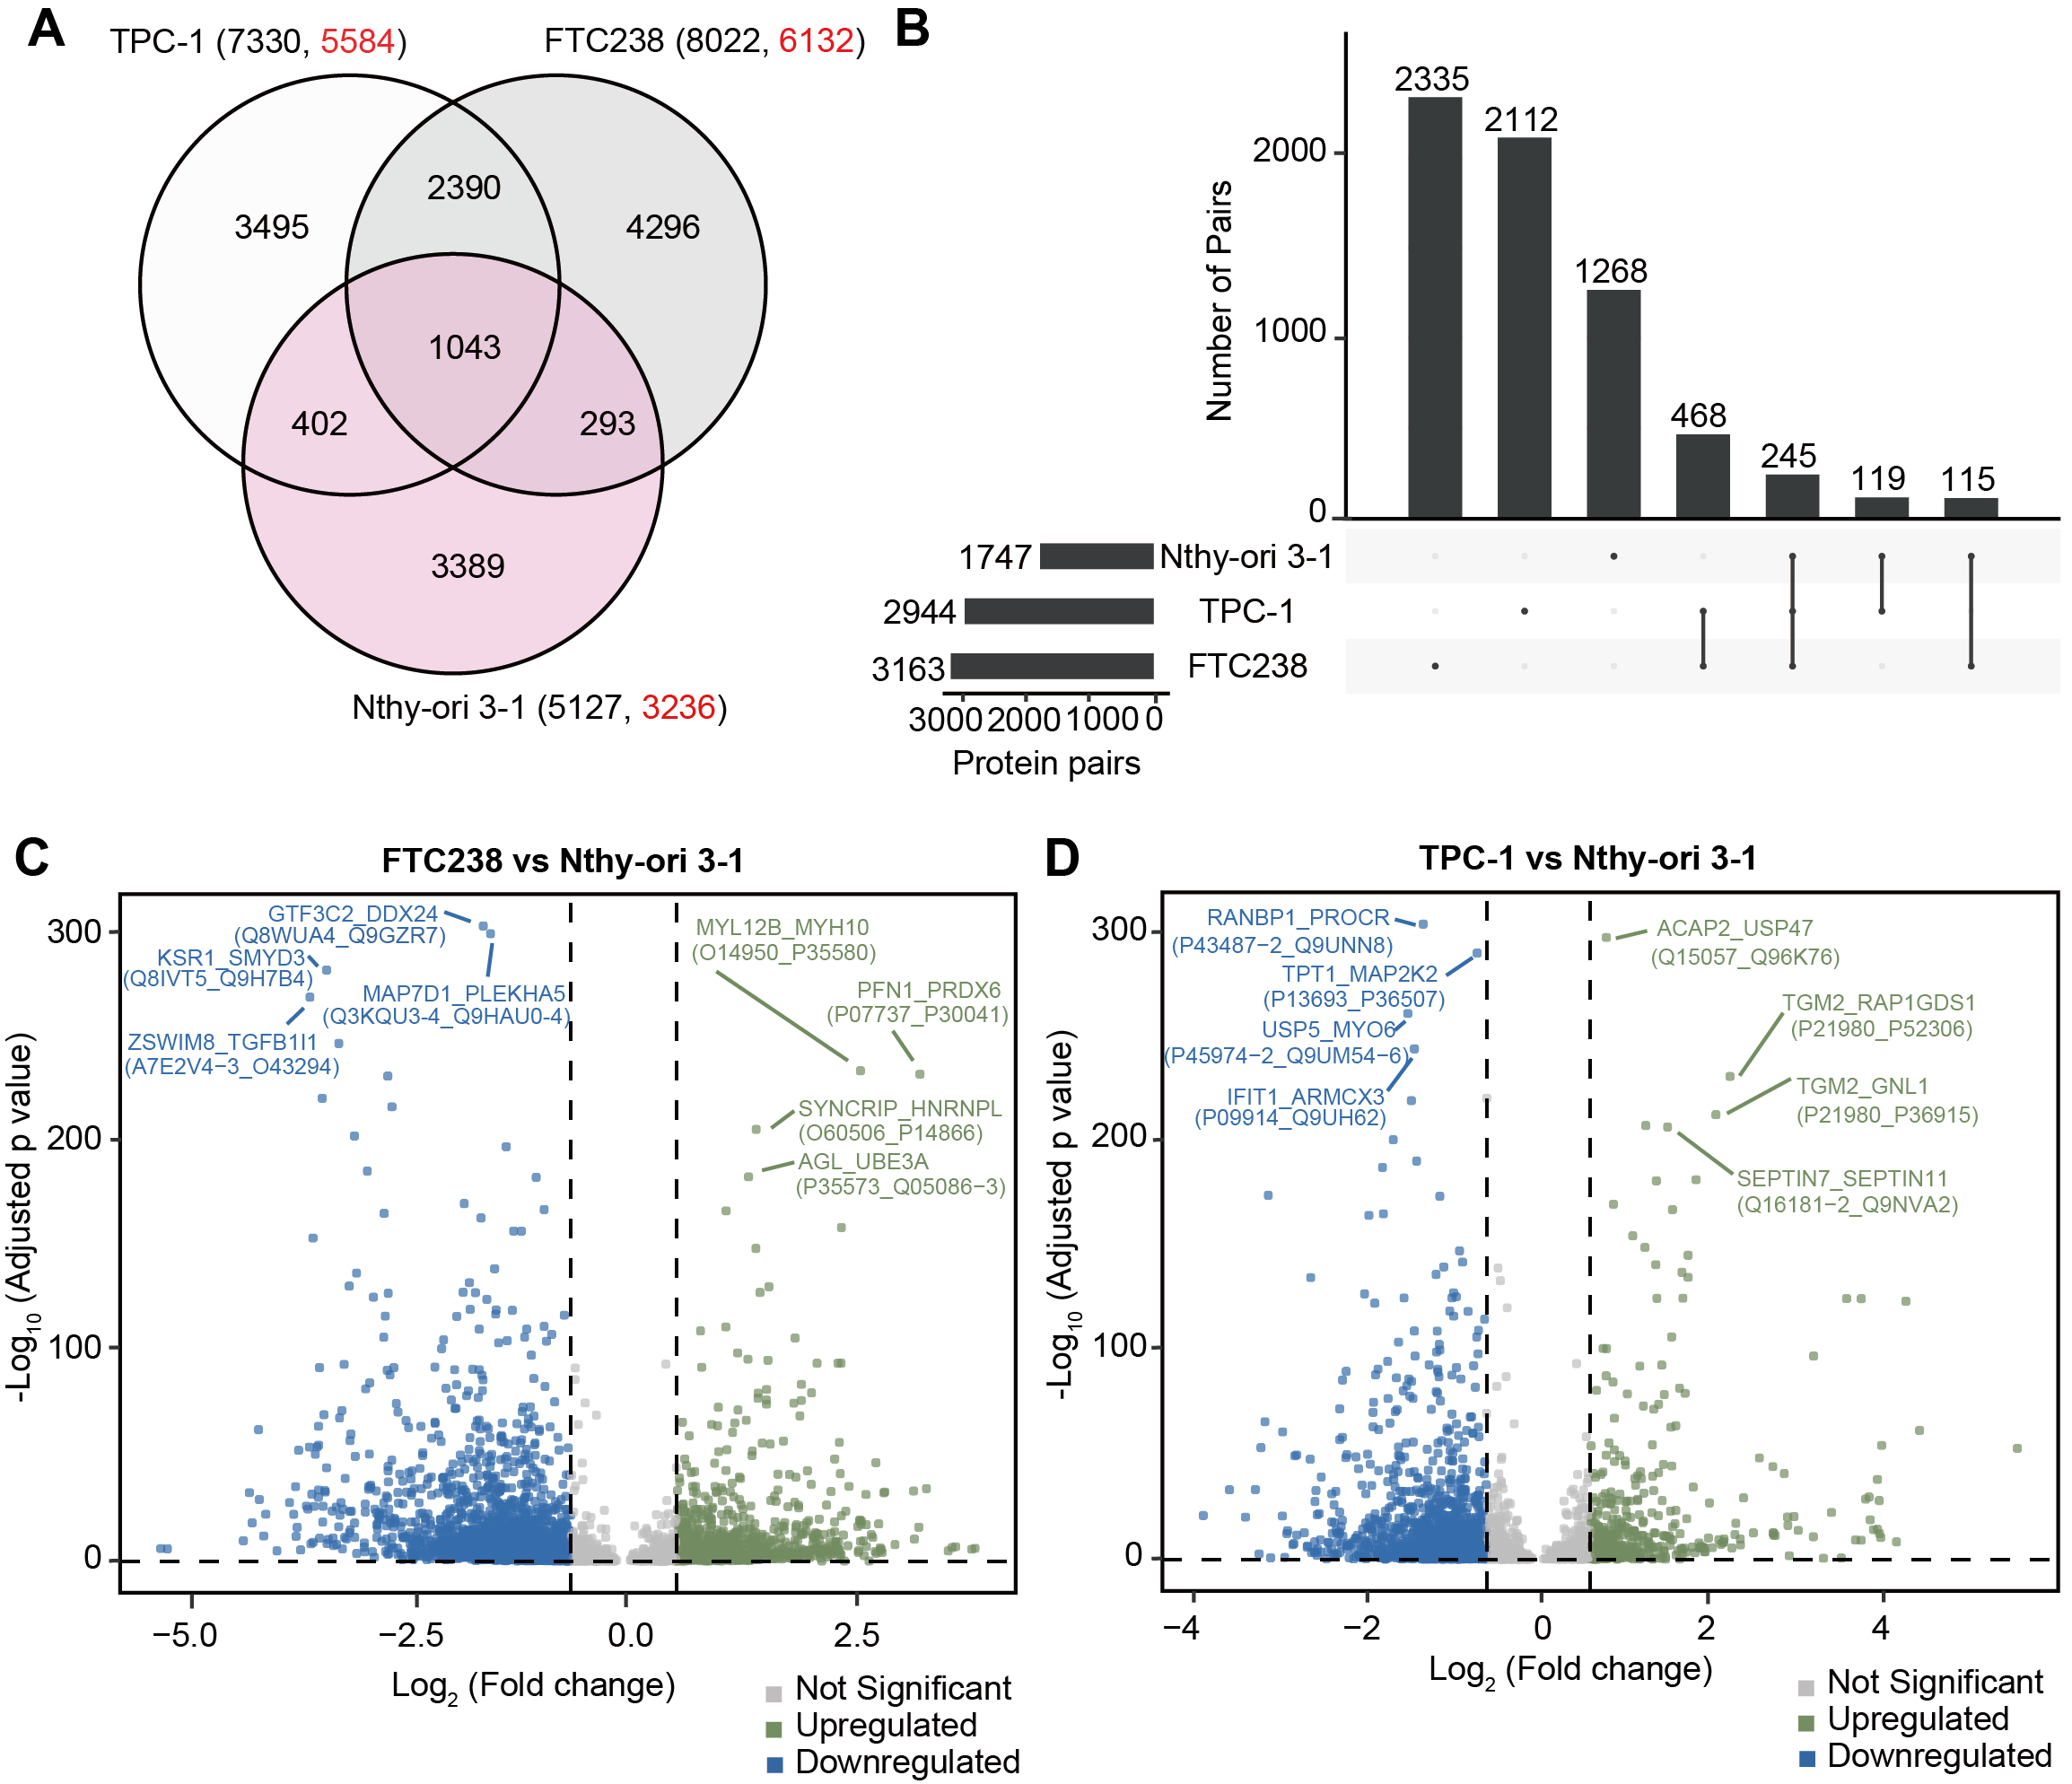 A
TPC-1 (7330, 5584)
FTC238 (8022, 6132)
2390
3495
4296
1043
402
293
3389
Nthy-ori 3-1 (5127, 3236)
B
Number of Pairs
2000
1000
0
2335
2112
1268
468
245
119
115
1747
Nthy-ori 3-1
2944
TPC-1
3163
FTC238
3000 2000 1000 0
Protein pairs
C
FTC238 vs Nthy-ori 3-1
-Log10 (Adjusted p value)
300
200
100
0
GTF3C2_DDX24
(Q8WUA4_Q9GZR7)
KSR1_SMYD3
(Q8IVT5_Q9H7B4)
MAP7D1_PLEKHA5
(Q3KQU3-4_Q9HAU0-4)
ZSWIM8_TGFB1I1
(A7E2V4−3_O43294)
MYL12B_MYH10
(O14950_P35580)
PFN1_PRDX6
(P07737_P30041)
SYNCRIP_HNRNPL
(O60506_P14866)
AGL_UBE3A
(P35573_Q05086−3)
−5.0
−2.5
0.0
2.5
Log2 (Fold change)
Not Significant
Upregulated
Downregulated
D
TPC-1 vs Nthy-ori 3-1
-Log10 (Adjusted p value)
300
200
100
0
RANBP1_PROCR
(P43487−2_Q9UNN8)
TPT1_MAP2K2
(P13693_P36507)
USP5_MYO6
(P45974−2_Q9UM54−6)
IFIT1_ARMCX3
(P09914_Q9UH62)
ACAP2_USP47
(Q15057_Q96K76)
TGM2_RAP1GDS1
(P21980_P52306)
TGM2_GNL1
(P21980_P36915)
SEPTIN7_SEPTIN11
(Q16181−2_Q9NVA2)
−4
−2
0
2
4
Log2 (Fold change)
Not Significant
Upregulated
Downregulated